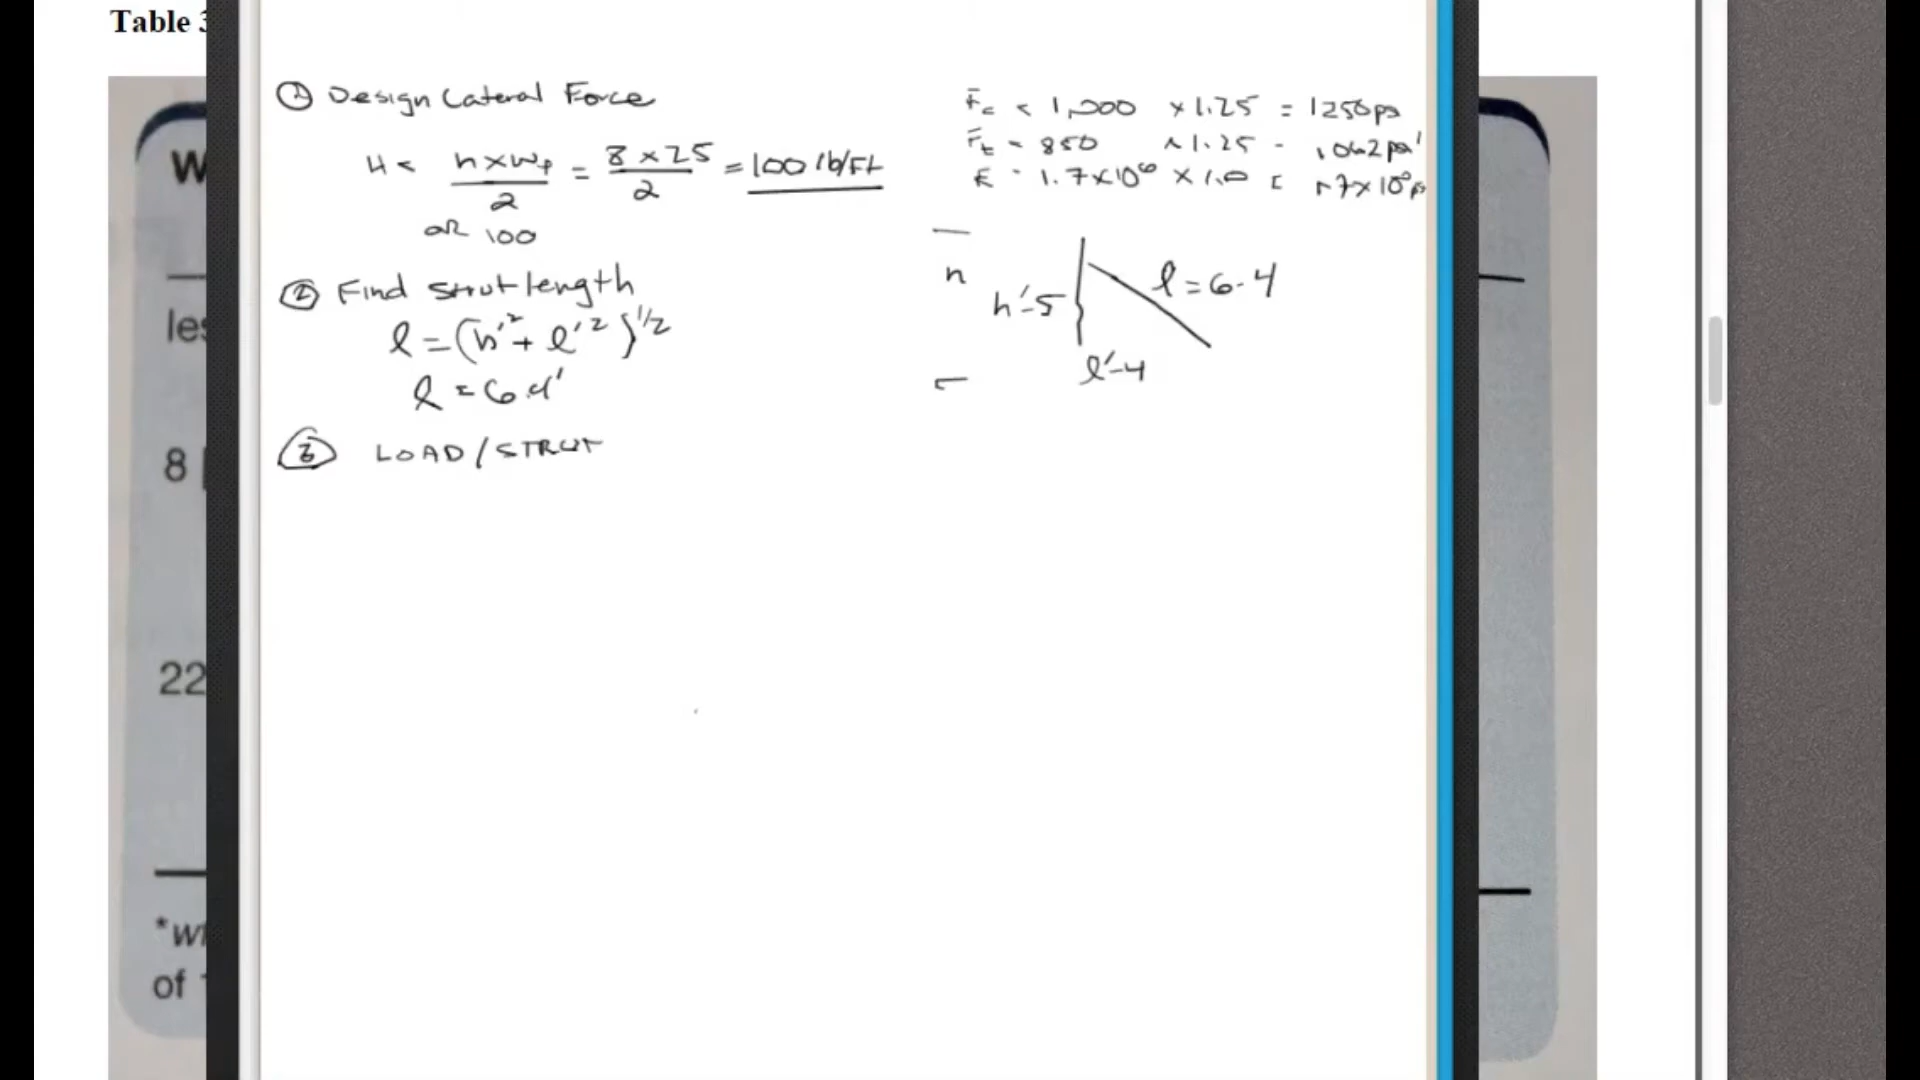 Table 3
① Design Lateral Force
H = h×wp / 2 = 8×25 / 2 = 100 lb/Ft
or 100
② Find strut length
l = (h'² + l'²)^1/2
l = 6.4'
③ LOAD/STRUT
Fc = 1,000 ×1.25 = 1250 psi
Ft = 850 ×1.25 = 1062 psi
E = 1.7×10⁶ × 1.0 = 1.7×10⁶ p
h
h'=5
l = 6.4
l'=4
W
les
8
22
*w
of